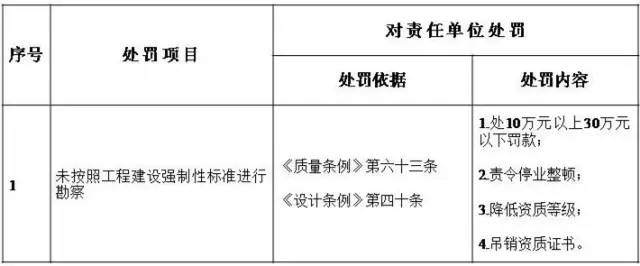 序号
处罚项目
对责任单位处罚
处罚依据
处罚内容
1
未按照工程建设强制性标准进行
勘察
《质量条例》第六十三条
《设计条例》第四十条
1.处10万元以上30万元
以下罚款；
2.责令停业整顿；
3.降低资质等级；
4.吊销资质证书。